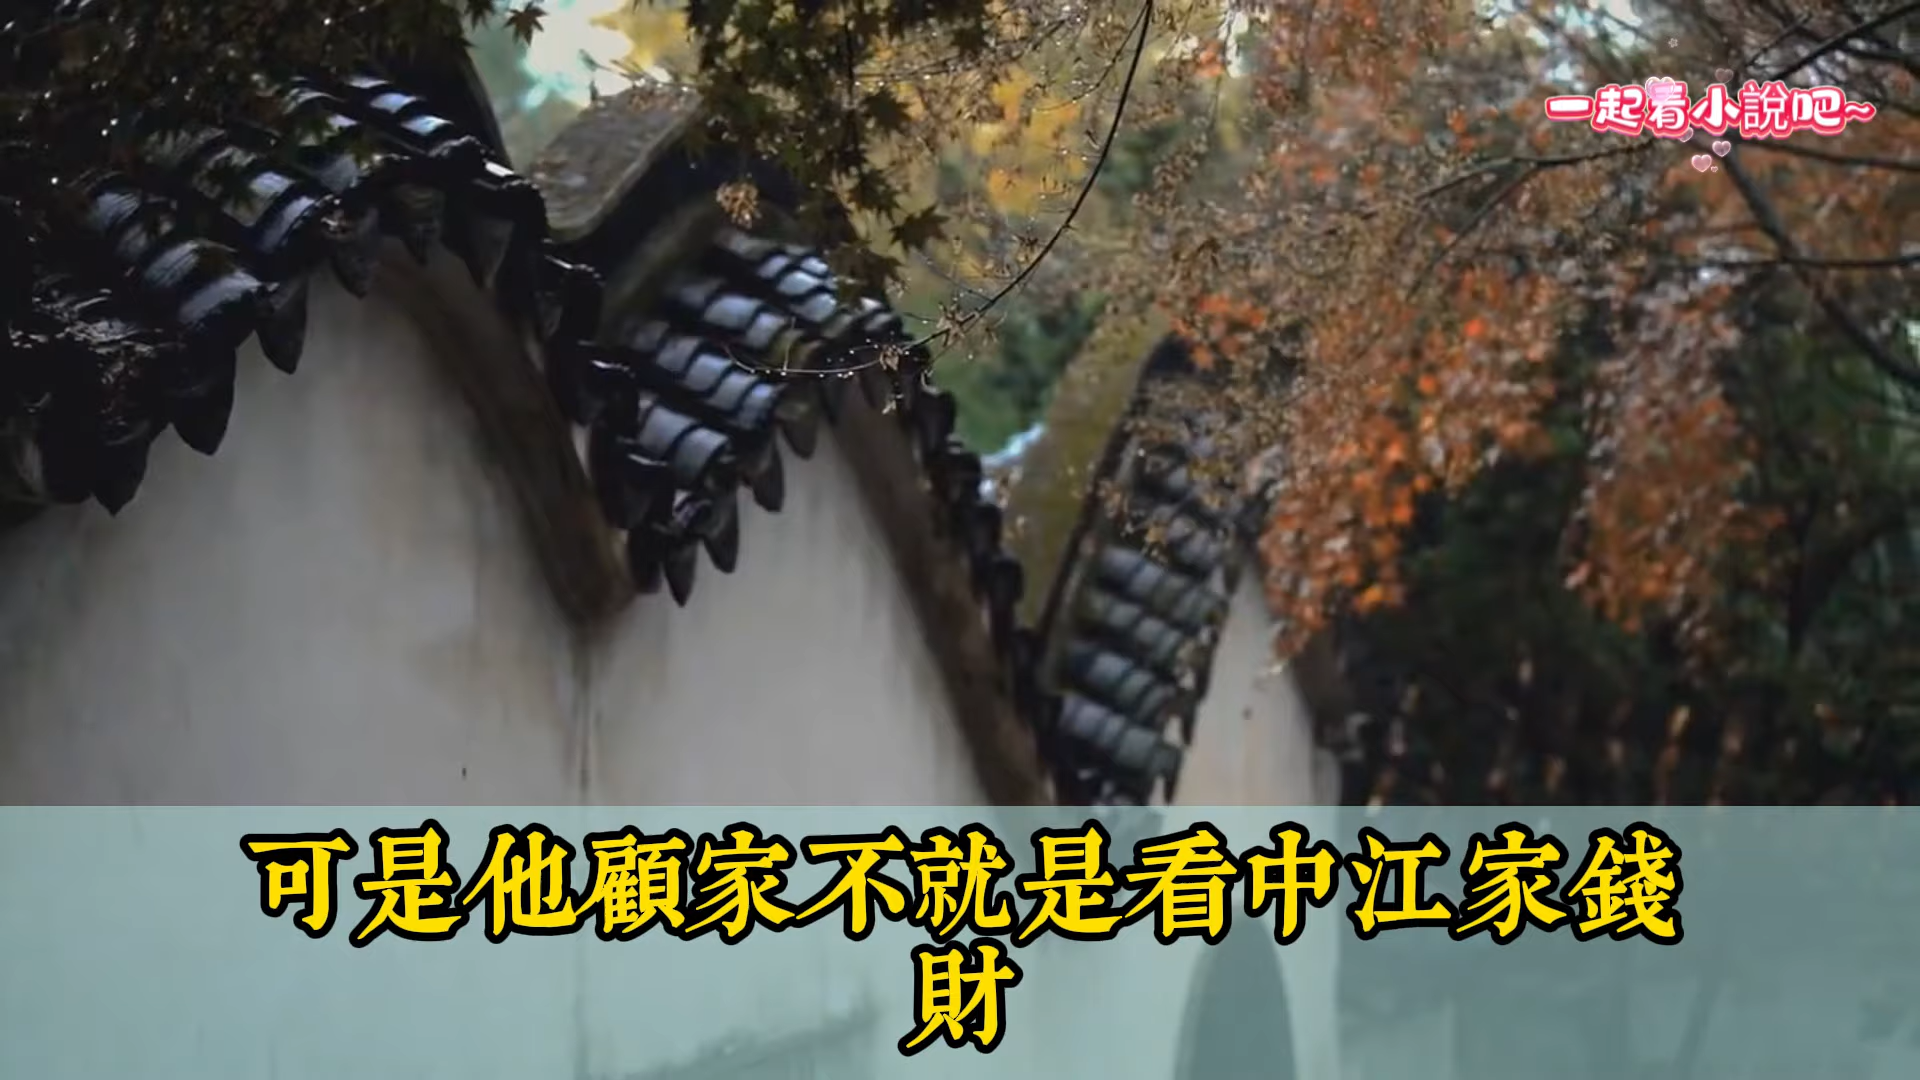 一起看小說吧~
可是他顧家不就是看中江家錢
財